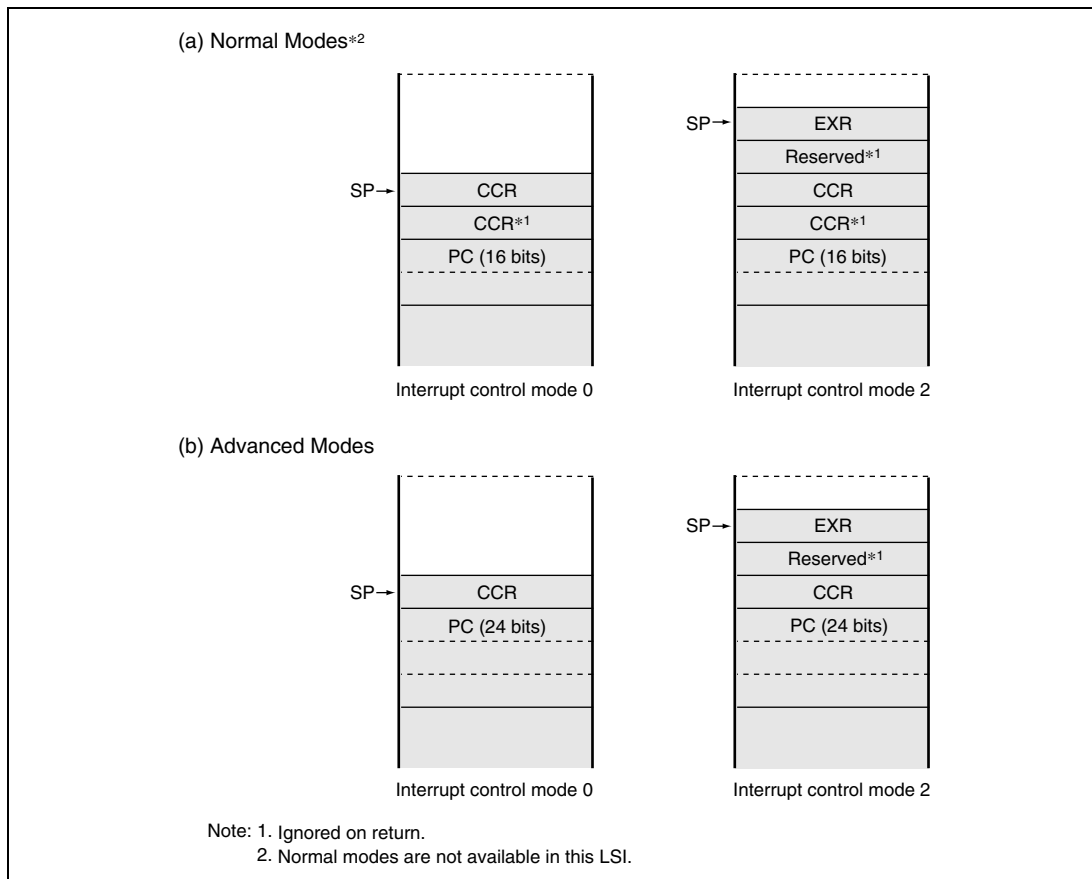 (a) Normal Modes*2
SP→ EXR
Reserved*1
SP→ CCR CCR
CCR*1 CCR*1
PC (16 bits) PC (16 bits)
Interrupt control mode 0 Interrupt control mode 2
(b) Advanced Modes
SP→ EXR
Reserved*1
SP→ CCR CCR
PC (24 bits) PC (24 bits)
Interrupt control mode 0 Interrupt control mode 2
Note: 1. Ignored on return.
2. Normal modes are not available in this LSI.